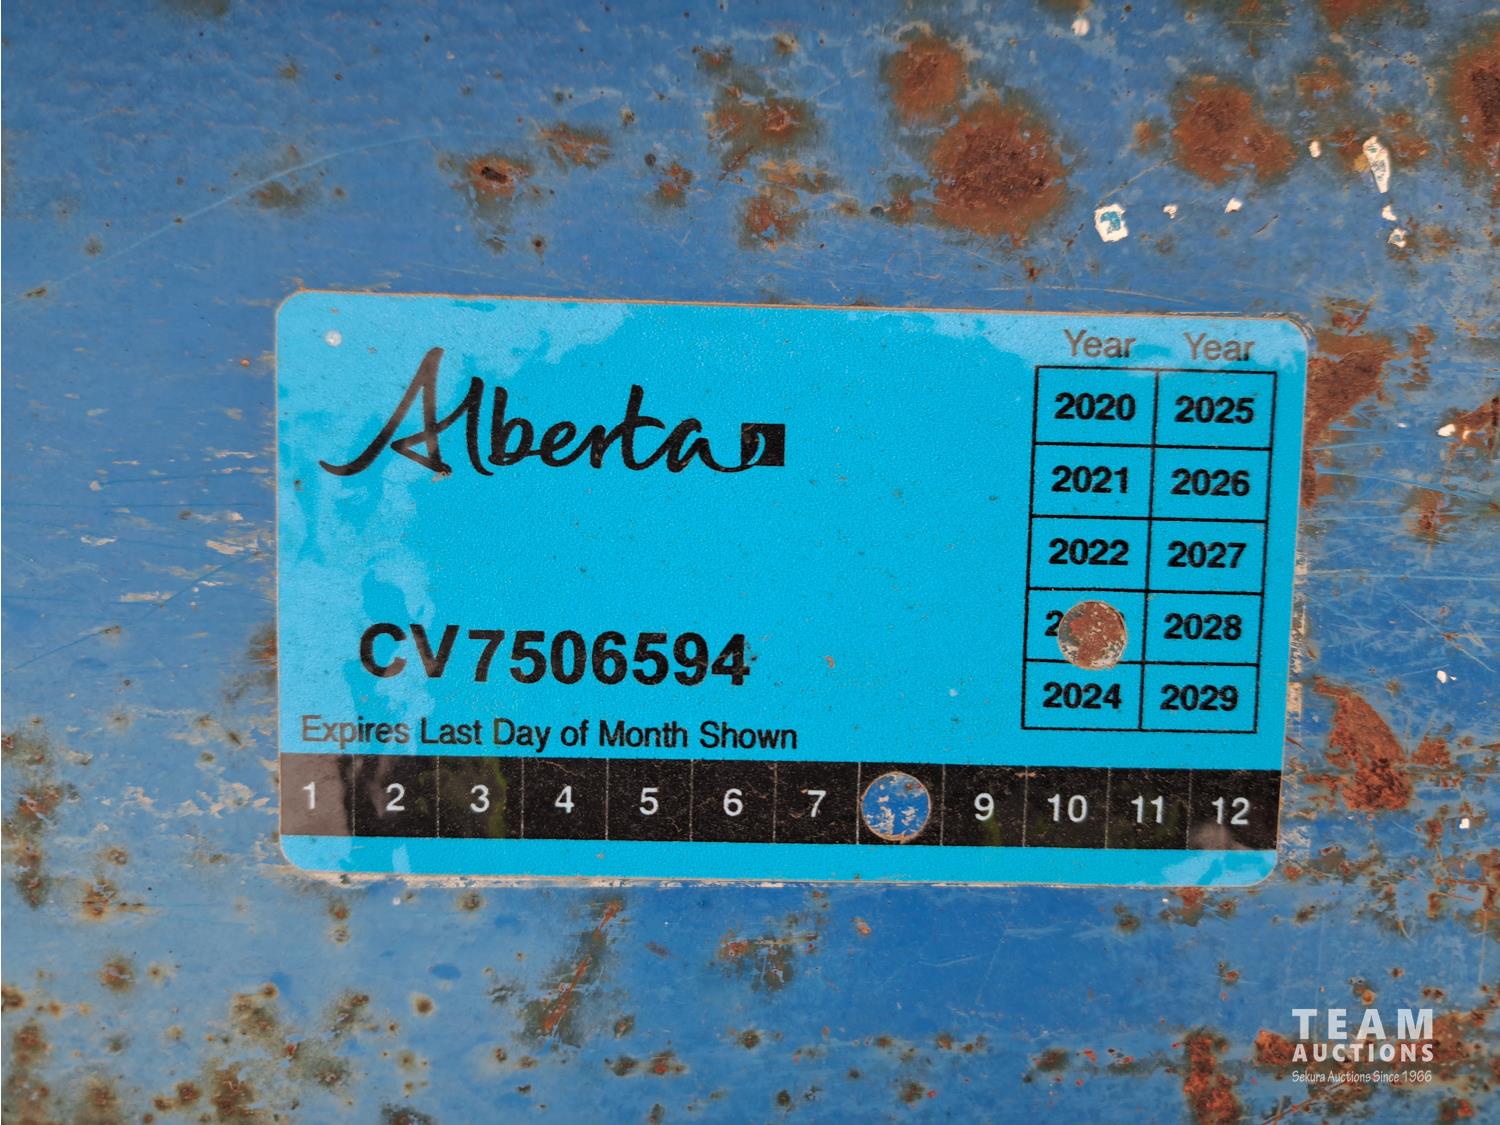 Alberta
Year Year
2020 2025
2021 2026
2022 2027
2028
2024 2029
CV7506594
Expires Last Day of Month Shown
1 2 3 4 5 6 7 9 10 11 12
TEAM
AUCTIONS
Sekura Auctions Since 1966